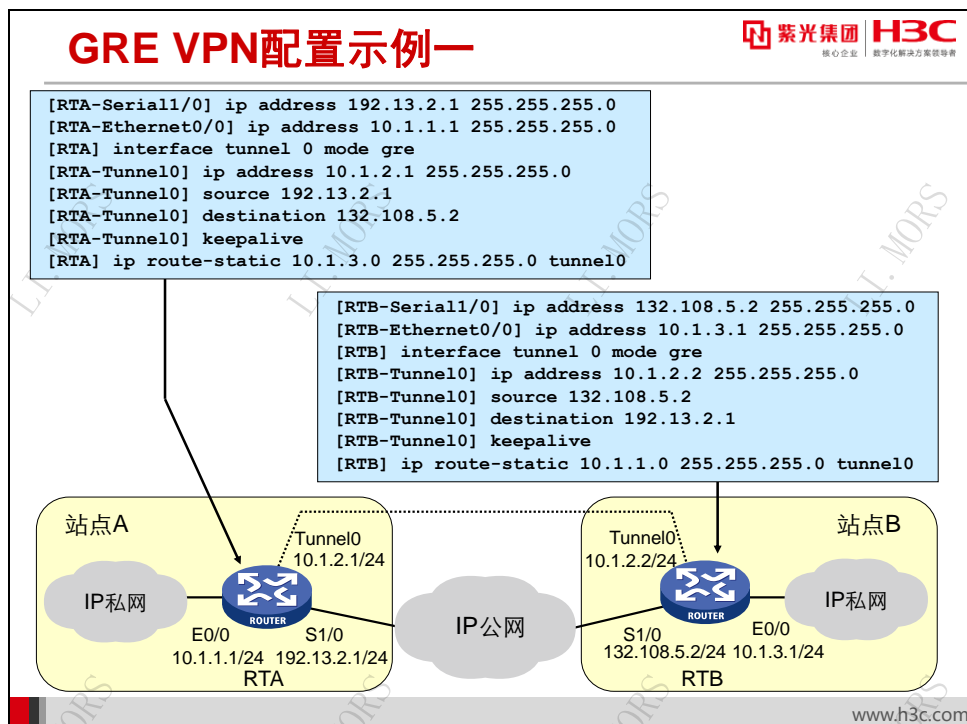 GRE VPN配置示例一
紫光集团 H3C
核心企业 数字化解决方案领导者
[RTA-Serial1/0] ip address 192.13.2.1 255.255.255.0
[RTA-Ethernet0/0] ip address 10.1.1.1 255.255.255.0
[RTA] interface tunnel 0 mode gre
[RTA-Tunnel0] ip address 10.1.2.1 255.255.255.0
[RTA-Tunnel0] source 192.13.2.1
[RTA-Tunnel0] destination 132.108.5.2
[RTA-Tunnel0] keepalive
[RTA] ip route-static 10.1.3.0 255.255.255.0 tunnel0
[RTB-Serial1/0] ip address 132.108.5.2 255.255.255.0
[RTB-Ethernet0/0] ip address 10.1.3.1 255.255.255.0
[RTB] interface tunnel 0 mode gre
[RTB-Tunnel0] ip address 10.1.2.2 255.255.255.0
[RTB-Tunnel0] source 132.108.5.2
[RTB-Tunnel0] destination 192.13.2.1
[RTB-Tunnel0] keepalive
[RTB] ip route-static 10.1.1.0 255.255.255.0 tunnel0
站点A
Tunnel0
10.1.2.1/24
IP私网
ROUTER
E0/0
10.1.1.1/24
S1/0
192.13.2.1/24
RTA
IP公网
站点B
Tunnel0
10.1.2.2/24
ROUTER
IP私网
S1/0
132.108.5.2/24
E0/0
10.1.3.1/24
RTB
LI.MORS
LI.MORS
LI.MORS
LI.MORS
ORS
ORS
ORS
www.h3c.com